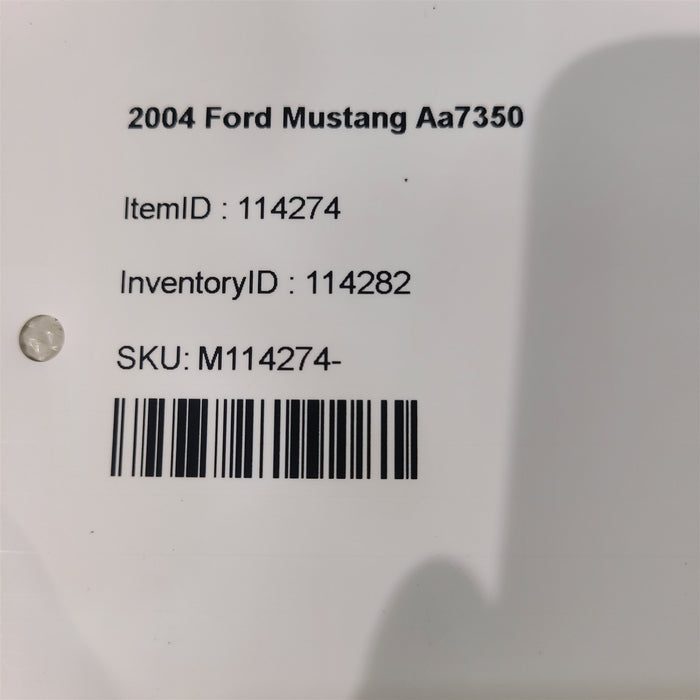 2004 Ford Mustang Aa7350
ItemID : 114274
InventoryID : 114282
SKU: M114274-